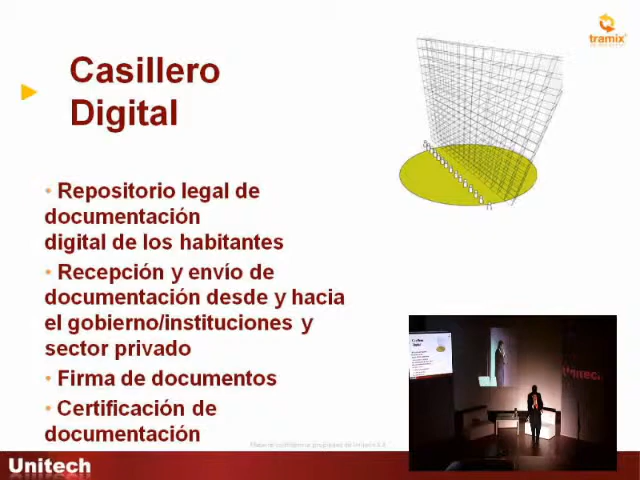 tramix
Casillero
Digital
• Repositorio legal de
documentación
digital de los habitantes
• Recepción y envío de
documentación desde y hacia
el gobierno/instituciones y
sector privado
• Firma de documentos
• Certificación de
documentación
Unitech
Unitech